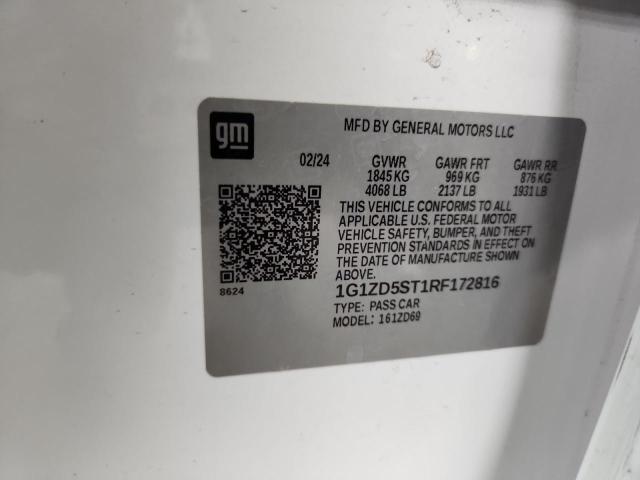 gm
MFD BY GENERAL MOTORS LLC
02/24 GVWR GAWR FRT GAWR RR
1845 KG 969 KG 876 KG
4068 LB 2137 LB 1931 LB
THIS VEHICLE CONFORMS TO ALL
APPLICABLE U.S. FEDERAL MOTOR
VEHICLE SAFETY, BUMPER, AND THEFT
PREVENTION STANDARDS IN EFFECT ON
THE DATE OF MANUFACTURE SHOWN
ABOVE.
8624
1G1ZD5ST1RF172816
TYPE: PASS CAR
MODEL: 161ZD69